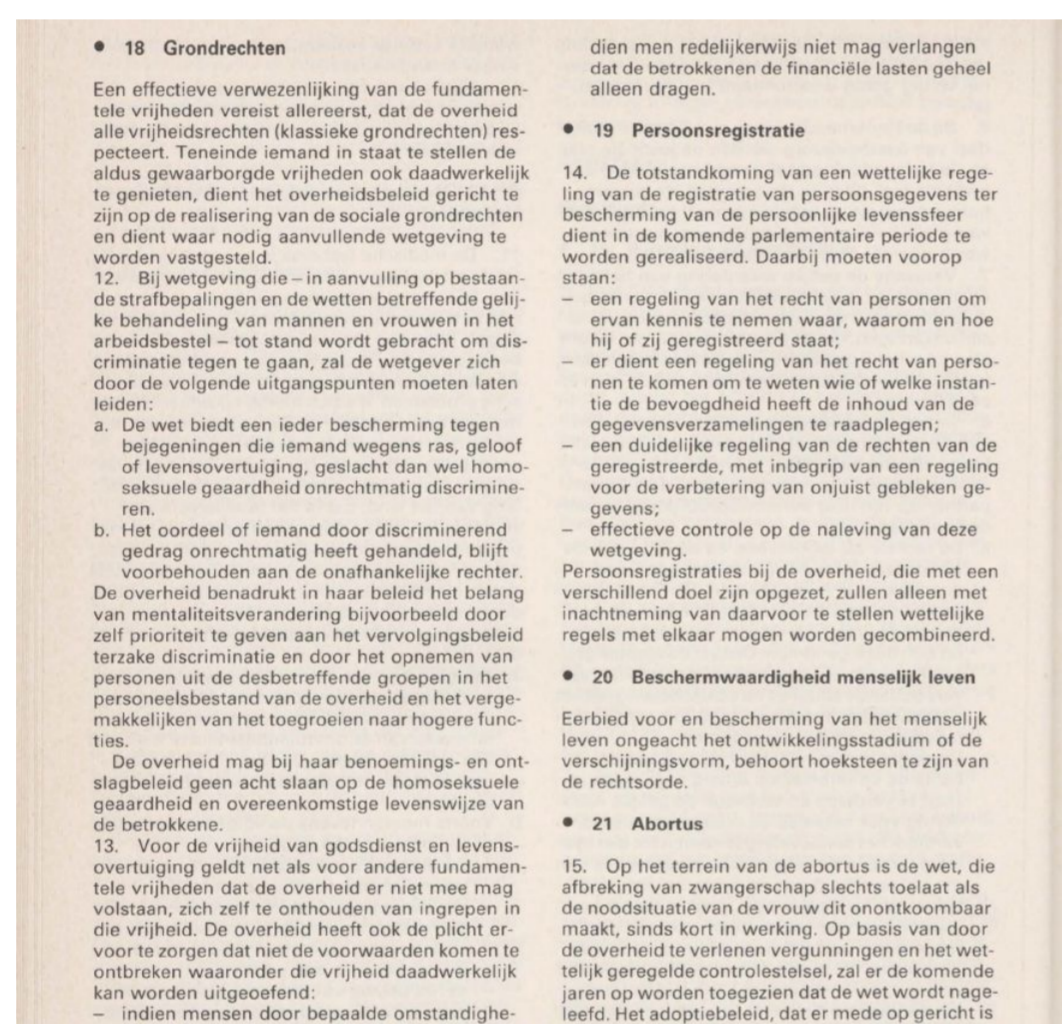 • 18 Grondrechten
Een effectieve verwezenlijking van de fundamen-
tele vrijheden vereist allereerst, dat de overheid
alle vrijheidsrechten (klassieke grondrechten) res-
pecteert. Teneinde iemand in staat te stellen de
aldus gewaarborgde vrijheden ook daadwerkelijk
te genieten, dient het overheidsbeleid gericht te
zijn op de realisering van de sociale grondrechten
en dient waar nodig aanvullende wetgeving te
worden vastgesteld.
12. Bij wetgeving die – in aanvulling op bestaan-
de strafbepalingen en de wetten betreffende gelij-
ke behandeling van mannen en vrouwen in het
arbeidsbestel – tot stand wordt gebracht om dis-
criminatie tegen te gaan, zal de wetgever zich
door de volgende uitgangspunten moeten laten
leiden:
a. De wet biedt een ieder bescherming tegen
bejegeningen die iemand wegens ras, geloof
of levensovertuiging, geslacht dan wel homo-
seksuele geaardheid onrechtmatig discrimine-
ren.
b. Het oordeel of iemand door discriminerend
gedrag onrechtmatig heeft gehandeld, blijft
voorbehouden aan de onafhankelijke rechter.
De overheid benadrukt in haar beleid het belang
van mentaliteitsverandering bijvoorbeeld door
zelf prioriteit te geven aan het vervolgingsbeleid
terzake discriminatie en door het opnemen van
personen uit de desbetreffende groepen in het
personeelsbestand van de overheid en het verge-
makkelijken van het toegroeien naar hogere func-
ties.
De overheid mag bij haar benoemings- en ont-
slagbeleid geen acht slaan op de homoseksuele
geaardheid en overeenkomstige levenswijze van
de betrokkene.
13. Voor de vrijheid van godsdienst en levens-
overtuiging geldt net als voor andere fundamen-
tele vrijheden dat de overheid er niet mee mag
volstaan, zich zelf te onthouden van ingrepen in
die vrijheid. De overheid heeft ook de plicht er-
voor te zorgen dat niet de voorwaarden komen te
ontbreken waaronder die vrijheid daadwerkelijk
kan worden uitgeoefend:
– indien mensen door bepaalde omstandighe-
dien men redelijkerwijs niet mag verlangen
dat de betrokkenen de financiële lasten geheel
alleen dragen.
• 19 Persoonsregistratie
14. De totstandkoming van een wettelijke rege-
ling van de registratie van persoonsgegevens ter
bescherming van de persoonlijke levenssfeer
dient in de komende parlementaire periode te
worden gerealiseerd. Daarbij moeten voorop
staan:
– een regeling van het recht van personen om
ervan kennis te nemen waar, waarom en hoe
hij of zij geregistreerd staat;
– er dient een regeling van het recht van perso-
nen te komen om te weten wie of welke instan-
tie de bevoegdheid heeft de inhoud van de
gegevensverzamelingen te raadplegen;
– een duidelijke regeling van de rechten van de
geregistreerde, met inbegrip van een regeling
voor de verbetering van onjuist gebleken ge-
gevens;
– effectieve controle op de naleving van deze
wetgeving.
Persoonsregistraties bij de overheid, die met een
verschillend doel zijn opgezet, zullen alleen met
inachtneming van daarvoor te stellen wettelijke
regels met elkaar mogen worden gecombineerd.
• 20 Beschermwaardigheid menselijk leven
Eerbied voor en bescherming van het menselijk
leven ongeacht het ontwikkelingsstadium of de
verschijningsvorm, behoort hoeksteen te zijn van
de rechtsorde.
• 21 Abortus
15. Op het terrein van de abortus is de wet, die
afbreking van zwangerschap slechts toelaat als
de noodsituatie van de vrouw dit onontkoombaar
maakt, sinds kort in werking. Op basis van door
de overheid te verlenen vergunningen en het wet-
telijk geregelde controlestelsel, zal er de komende
jaren op worden toegezien dat de wet wordt nage-
leefd. Het adoptiebeleid, dat er mede op gericht is